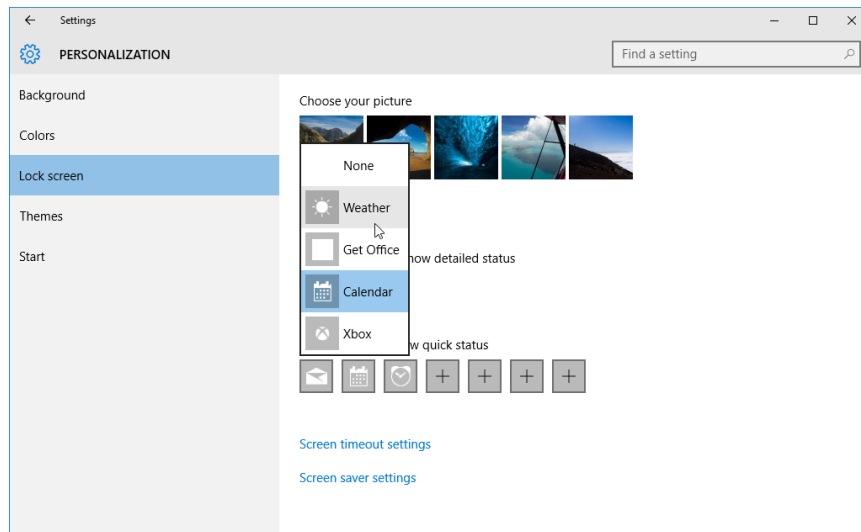 Settings
PERSONALIZATION
Find a setting
Background
Colors
Lock screen
Themes
Start
Choose your picture
None
Weather
Get Office
Calendar
Xbox
how detailed status
w quick status
Screen timeout settings
Screen saver settings